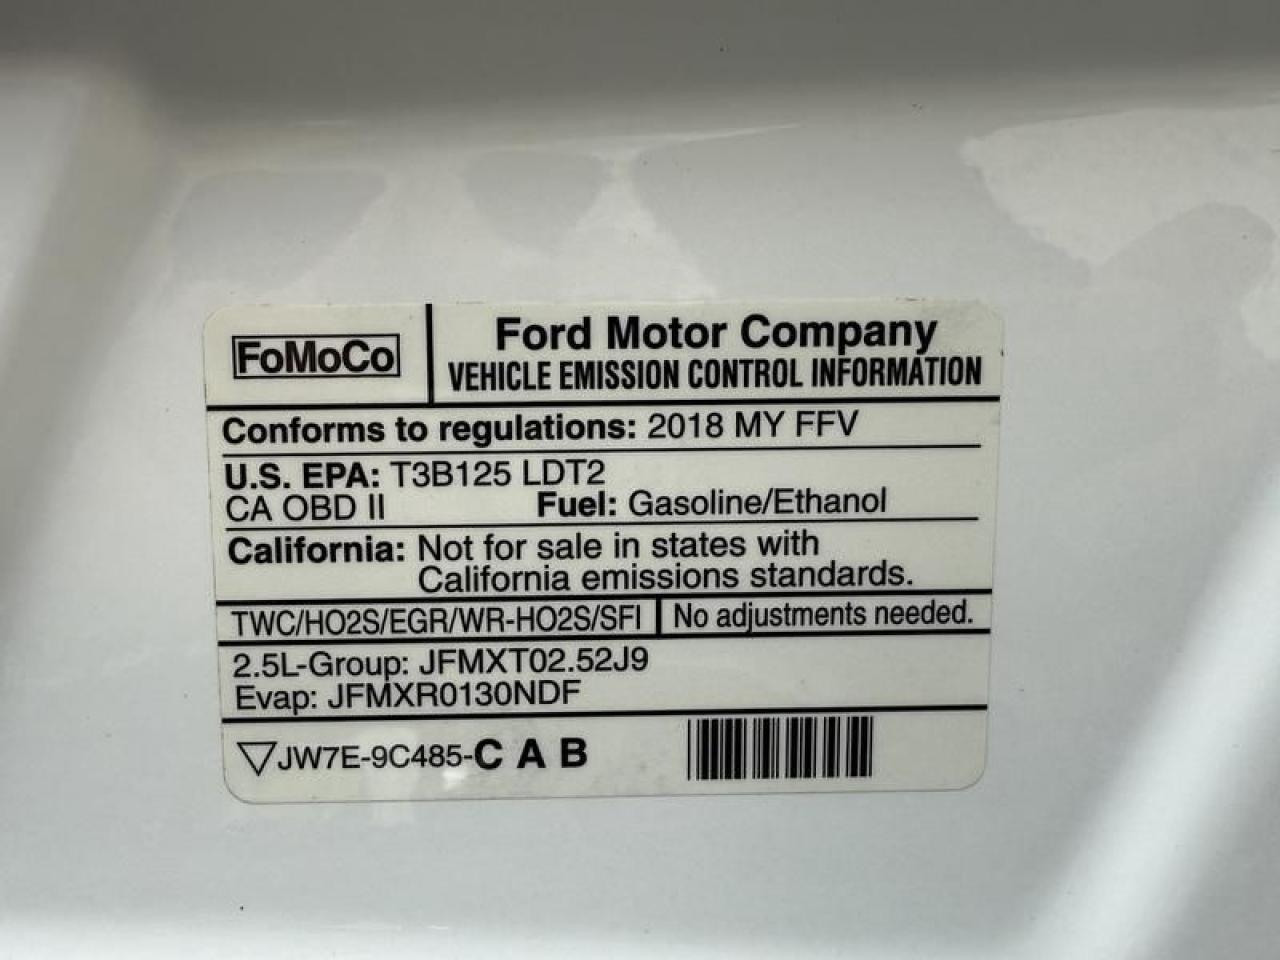 FoMoCo
Ford Motor Company
VEHICLE EMISSION CONTROL INFORMATION
Conforms to regulations: 2018 MY FFV
U.S. EPA: T3B125 LDT2
CA OBD II Fuel: Gasoline/Ethanol
California: Not for sale in states with
California emissions standards.
TWC/HO2S/EGR/WR-HO2S/SFI No adjustments needed.
2.5L-Group: JFMXT02.52J9
Evap: JFMXR0130NDF
JW7E-9C485-C A B